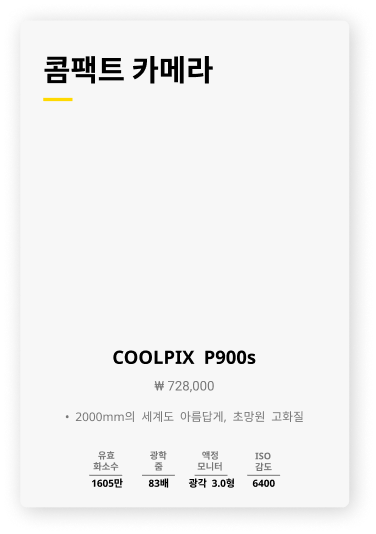 콤팩트 카메라
COOLPIX P900s
₩ 728,000
• 2000mm의 세계도 아름답게, 초망원 고화질
유효 광학 액정 ISO
화소수 줌 모니터 감도
1605만 83배 광각 3.0형 6400